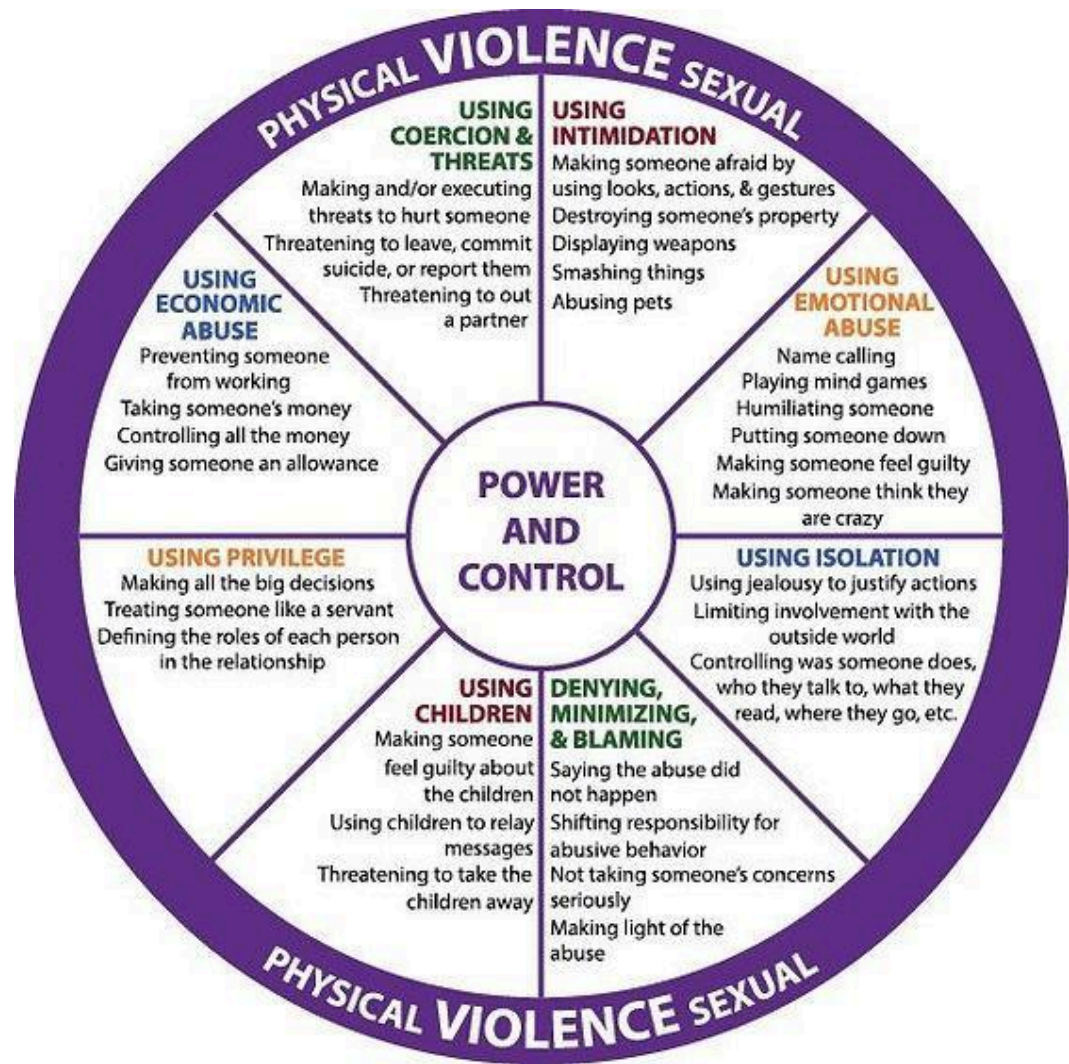 PHYSICAL VIOLENCE SEXUAL
USING
COERCION &
THREATS
Making and/or executing
threats to hurt someone
Threatening to leave, commit
suicide, or report them
Threatening to out
a partner
USING
INTIMIDATION
Making someone afraid by
using looks, actions, & gestures
Destroying someone's property
Displaying weapons
Smashing things
Abusing pets
USING
EMOTIONAL
ABUSE
Name calling
Playing mind games
Humiliating someone
Putting someone down
Making someone feel guilty
Making someone think they
are crazy
USING ISOLATION
Using jealousy to justify actions
Limiting involvement with the
outside world
Controlling was someone does,
who they talk to, what they
read, where they go, etc.
DENYING,
MINIMIZING,
& BLAMING
Saying the abuse did
not happen
Shifting responsibility for
abusive behavior
Not taking someone's concerns
seriously
Making light of the
abuse
USING
CHILDREN
Making someone
feel guilty about
the children
Using children to relay
messages
Threatening to take the
children away
USING PRIVILEGE
Making all the big decisions
Treating someone like a servant
Defining the roles of each person
in the relationship
USING
ECONOMIC
ABUSE
Preventing someone
from working
Taking someone's money
Controlling all the money
Giving someone an allowance
POWER
AND
CONTROL
PHYSICAL VIOLENCE SEXUAL